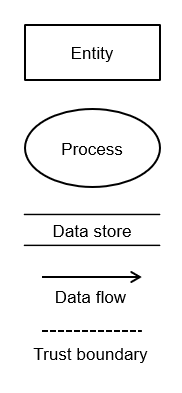 Entity
Process
Data store
Data flow
Trust boundary